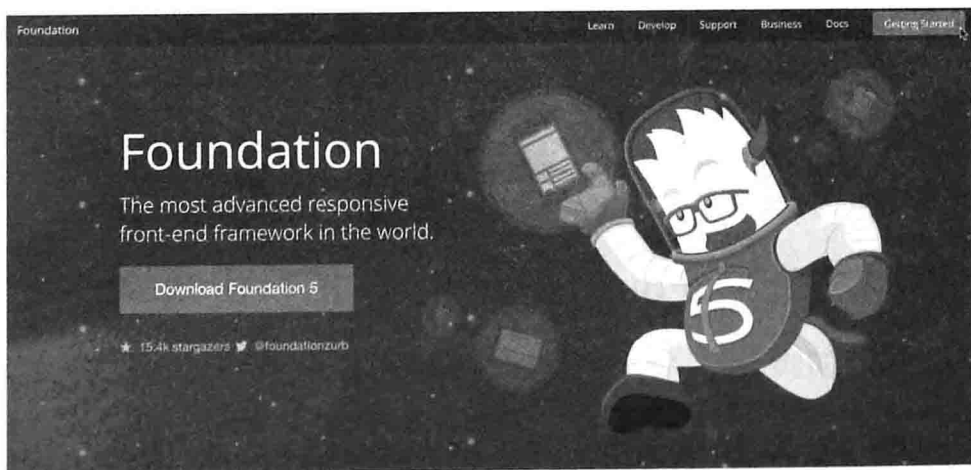 Foundation
Learn Develop Support Business Docs Getting Started
Foundation
The most advanced responsive
front-end framework in the world.
Download Foundation 5
15.4k stargazers @foundationzurb
5